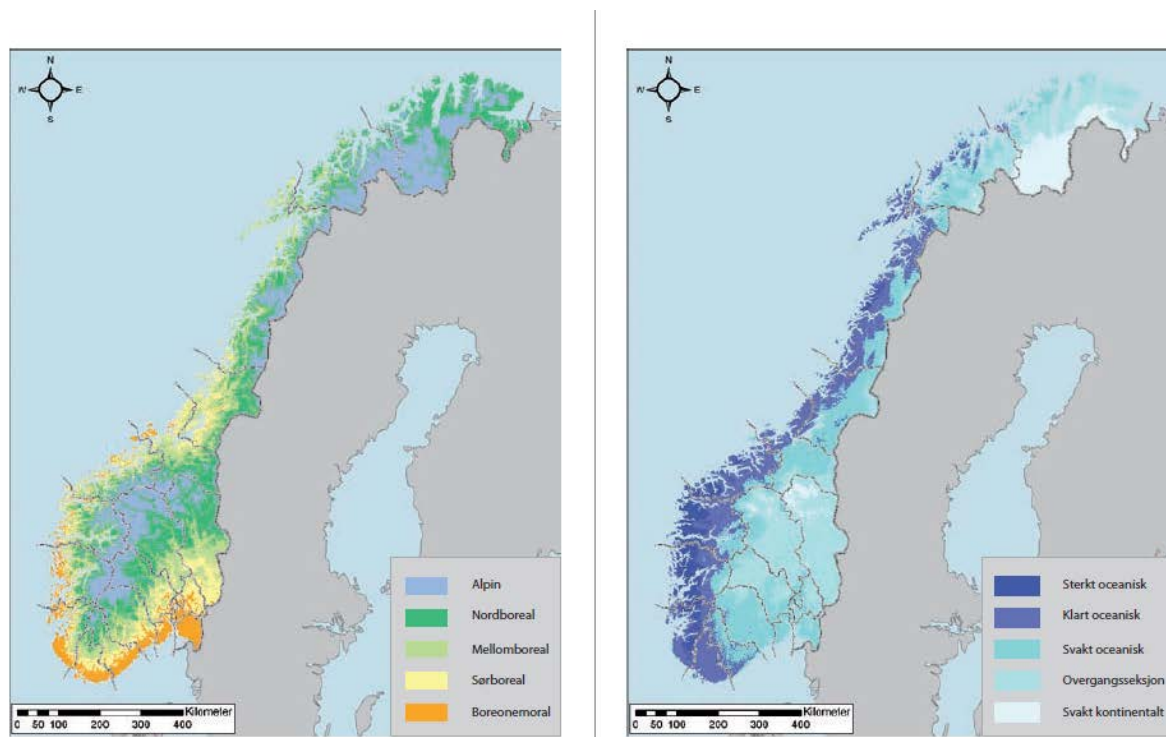 N
W E
S
Alpin
Nordboreal
Mellomboreal
Sørboreal
Boreonemoral
Kilometer
0 50 100 200 300 400
N
W E
S
Sterkt oceanisk
Klart oceanisk
Svakt oceanisk
Overgangsseksjon
Svakt kontinentalt
Kilometer
0 50 100 200 300 400